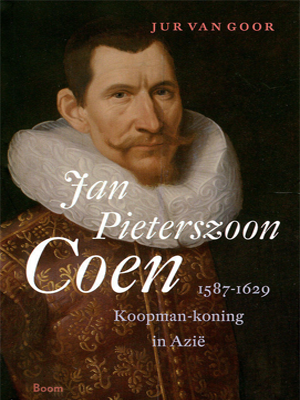 JUR VAN GOOR
Jan
Pieterszoon
Coen
1587-1629
Koopman-koning
in Azië
Boom